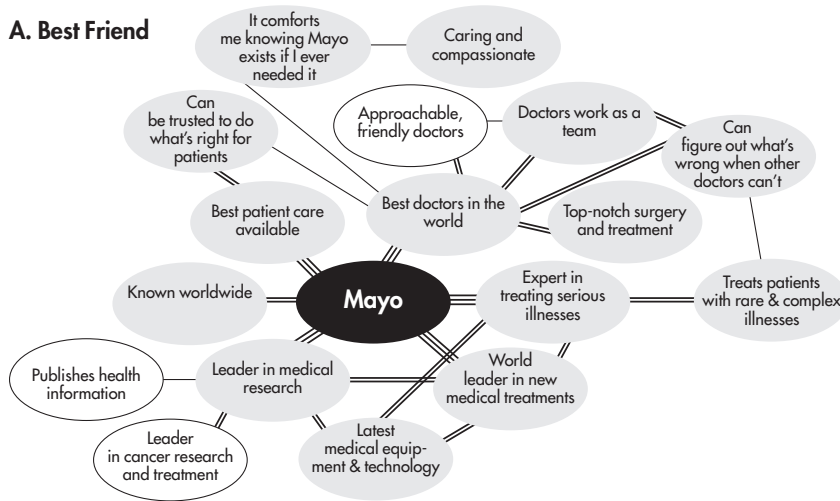 A. Best Friend
It comforts
me knowing Mayo
exists if I ever
needed it
Caring and
compassionate
Can
be trusted to do
what's right for
patients
Approachable,
friendly doctors
Doctors work as a
team
Can
figure out what's
wrong when other
doctors can't
Best patient care
available
Best doctors in the
world
Top-notch surgery
and treatment
Known worldwide
Mayo
Expert in
treating serious
illnesses
Treats patients
with rare & complex
illnesses
Publishes health
information
Leader in medical
research
World
leader in new
medical treatments
Leader
in cancer research
and treatment
Latest
medical equip-
ment & technology